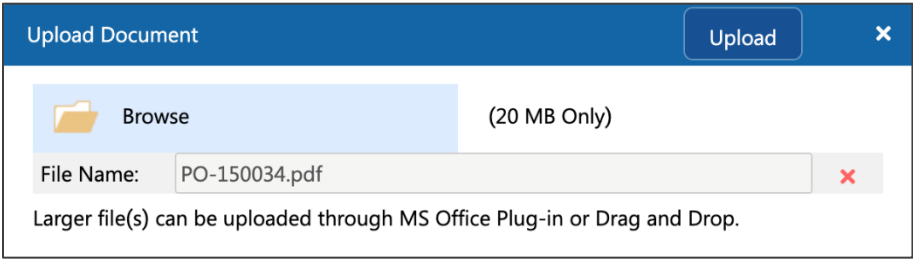 Upload Document Upload ×
Browse (20 MB Only)
File Name: PO-150034.pdf ×
Larger file(s) can be uploaded through MS Office Plug-in or Drag and Drop.